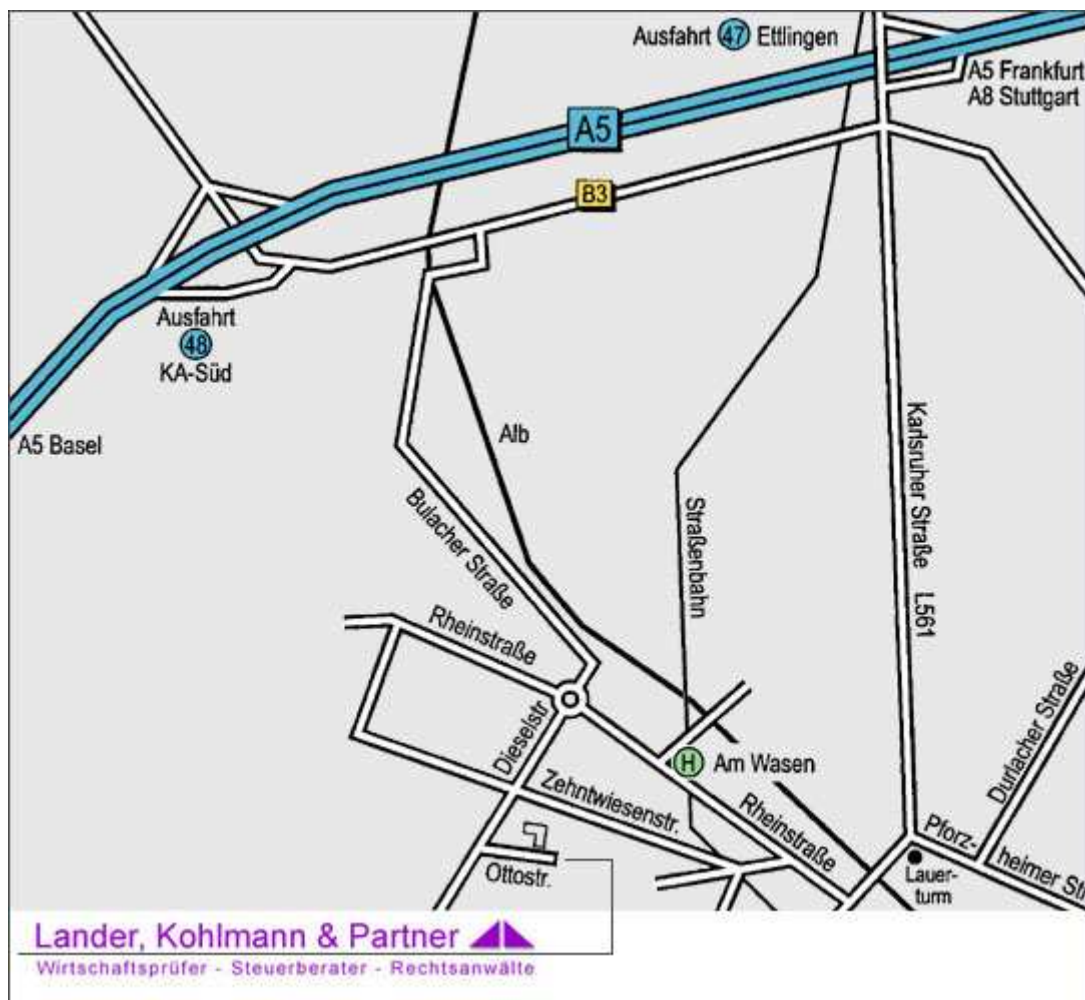 Ausfahrt 47 Ettlingen
A5 Frankfurt
A8 Stuttgart
A5
B3
Ausfahrt
48
KA-Süd
A5 Basel
Alb
Karlsruher Straße L561
Bulacher Straße
Straßenbahn
Rheinstraße
Durlacher Straße
Dieselstr.
H Am Wasen
Zehntwiesenstr.
Rheinstraße
Pforz-
heimer Str
Lauer-
turm
Ottostr.
Lander, Kohlmann & Partner
Wirtschaftsprüfer - Steuerberater - Rechtsanwälte